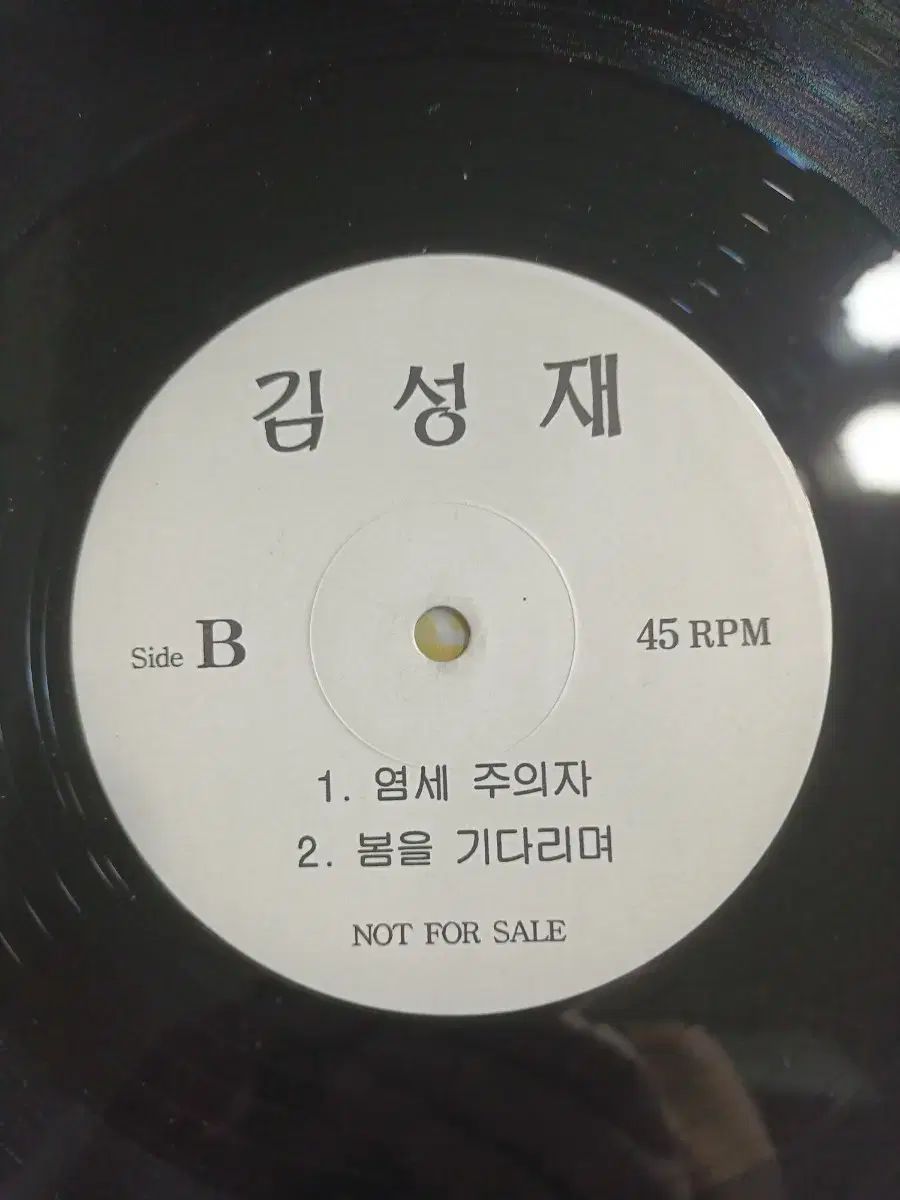 김 성 재
Side B
45 RPM
1. 염세 주의자
2. 봄을 기다리며
NOT FOR SALE